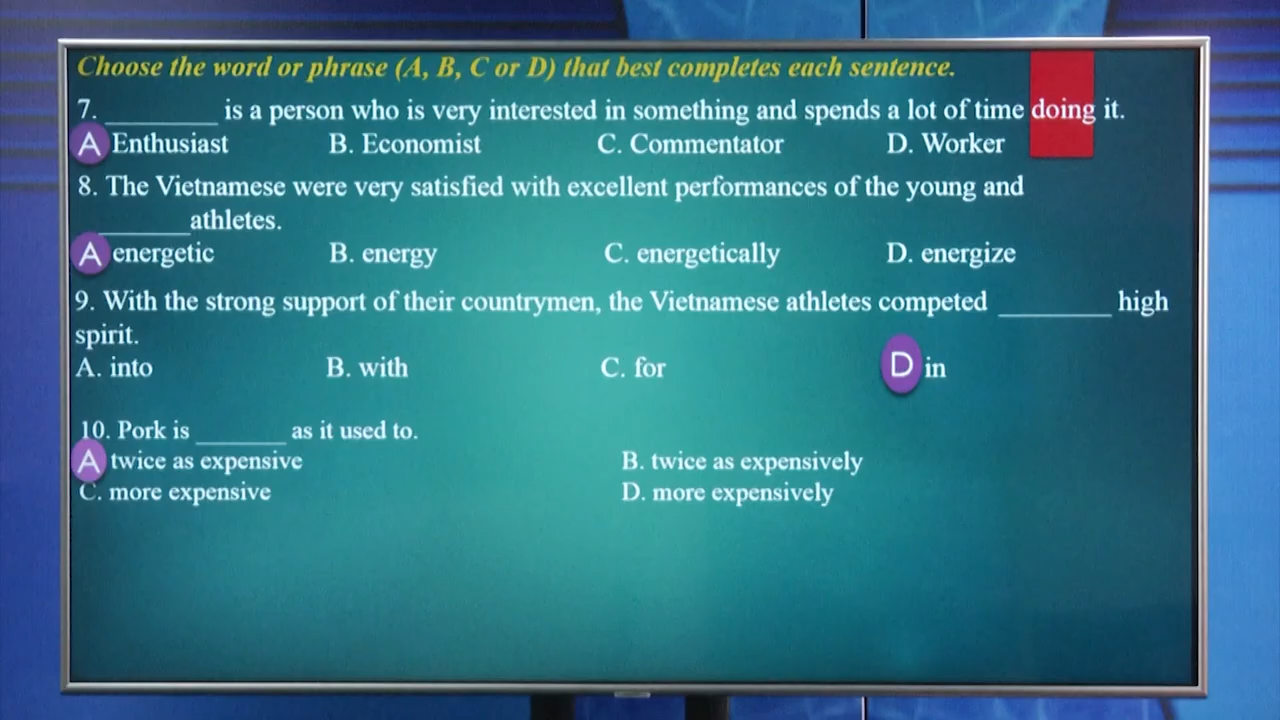 Choose the word or phrase (A, B, C or D) that best completes each sentence.
7. ________ is a person who is very interested in something and spends a lot of time doing it.
A Enthusiast B. Economist C. Commentator D. Worker
8. The Vietnamese were very satisfied with excellent performances of the young and
_______athletes.
A energetic B. energy C. energetically D. energize
9. With the strong support of their countrymen, the Vietnamese athletes competed ________ high
spirit.
A. into B. with C. for D in
10. Pork is _______ as it used to.
A twice as expensive B. twice as expensively
C. more expensive D. more expensively